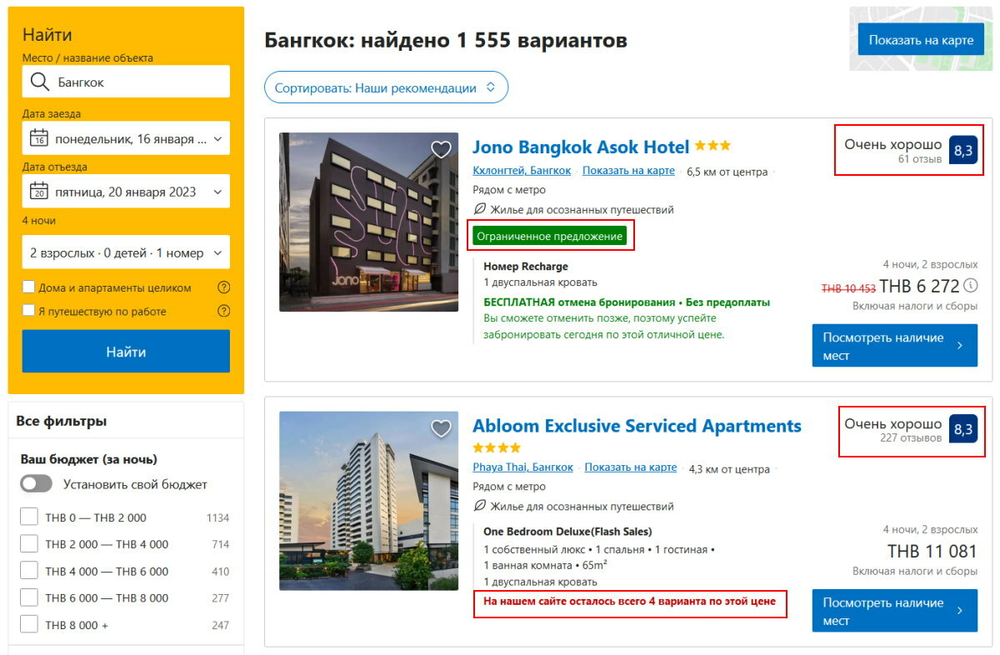 Найти
Место / название объекта
Бангкок
Дата заезда
16
понедельник, 16 января ...
Дата отъезда
20
пятница, 20 января 2023
4 ночи
2 взрослых · 0 детей · 1 номер
Дома и апартаменты целиком
Я путешествую по работе
Найти
Все фильтры
Ваш бюджет (за ночь)
Установить свой бюджет
THB 0 — THB 2 000 1134
THB 2 000 — THB 4 000 714
THB 4 000 — THB 6 000 410
THB 6 000 — THB 8 000 277
THB 8 000 + 247
Бангкок: найдено 1 555 вариантов
Показать на карте
Сортировать: Наши рекомендации
jono
Jono Bangkok Asok Hotel
Кхлонгтей, Бангкок · Показать на карте · 6,5 км от центра ·
Рядом с метро
Жилье для осознанных путешествий
Ограниченное предложение
Номер Recharge
1 двуспальная кровать
БЕСПЛАТНАЯ отмена бронирования • Без предоплаты
Вы сможете отменить позже, поэтому успейте
забронировать сегодня по этой отличной цене.
Очень хорошо 8,3
61 отзыв
4 ночи, 2 взрослых
THB 10 453 THB 6 272
Включая налоги и сборы
Посмотреть наличие
мест
Abloom Exclusive Serviced Apartments
Phaya Thai, Бангкок · Показать на карте · 4,3 км от центра ·
Рядом с метро
Жилье для осознанных путешествий
One Bedroom Deluxe(Flash Sales)
1 собственный люкс • 1 спальня • 1 гостиная •
1 ванная комната • 65m²
1 двуспальная кровать
На нашем сайте осталось всего 4 варианта по этой цене
Очень хорошо 8,3
227 отзывов
4 ночи, 2 взрослых
THB 11 081
Включая налоги и сборы
Посмотреть наличие
мест